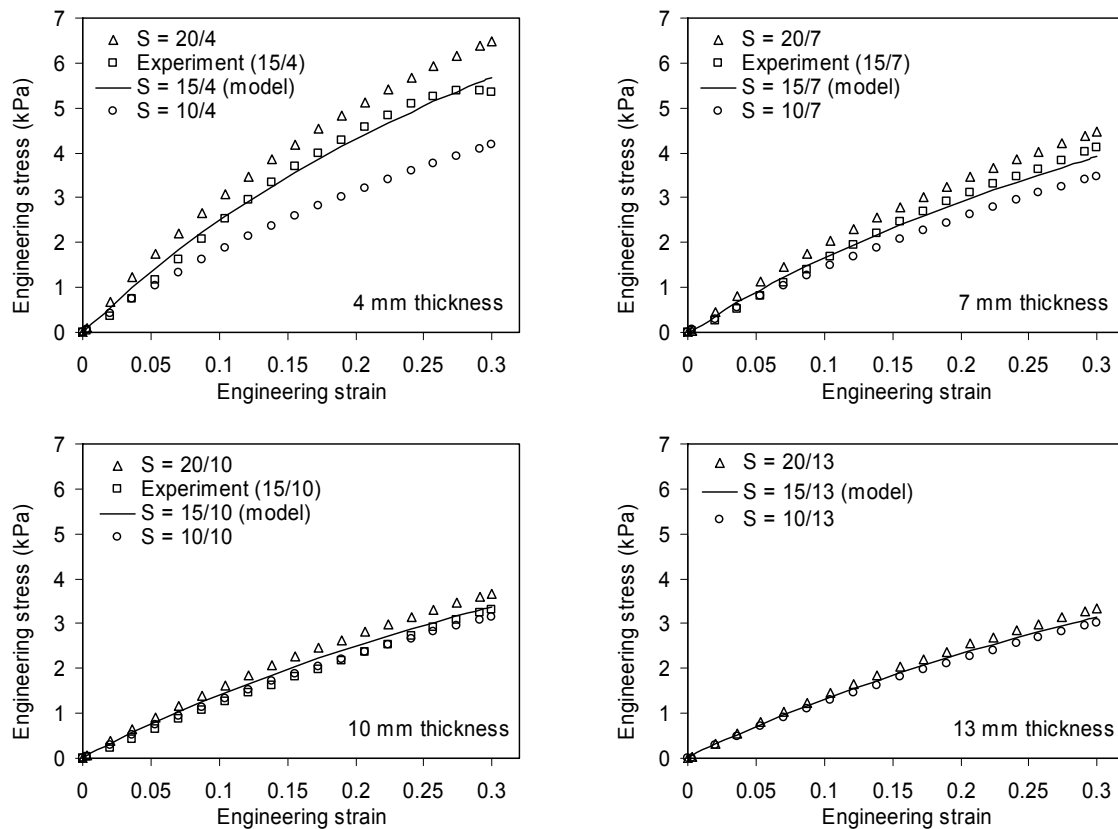 7
6
5
4
3
2
1
0
Engineering stress (kPa)
S = 20/4
Experiment (15/4)
S = 15/4 (model)
S = 10/4
4 mm thickness
0 0.05 0.1 0.15 0.2 0.25 0.3
Engineering strain
7
6
5
4
3
2
1
0
Engineering stress (kPa)
S = 20/7
Experiment (15/7)
S = 15/7 (model)
S = 10/7
7 mm thickness
0 0.05 0.1 0.15 0.2 0.25 0.3
Engineering strain
7
6
5
4
3
2
1
0
Engineering stress (kPa)
S = 20/10
Experiment (15/10)
S = 15/10 (model)
S = 10/10
10 mm thickness
0 0.05 0.1 0.15 0.2 0.25 0.3
Engineering strain
7
6
5
4
3
2
1
0
Engineering stress (kPa)
S = 20/13
S = 15/13 (model)
S = 10/13
13 mm thickness
0 0.05 0.1 0.15 0.2 0.25 0.3
Engineering strain